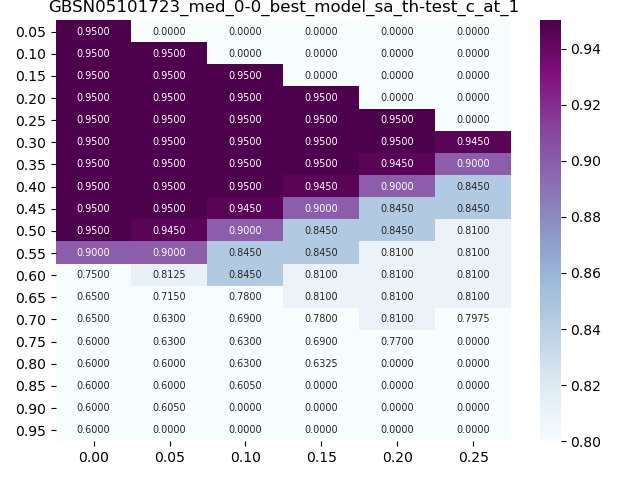 GBSN05101723_med_0-0_best_model_sa_th-test_c_at_1
0.05 0.9500 0.0000 0.0000 0.0000 0.0000 0.0000
0.10 0.9500 0.9500 0.0000 0.0000 0.0000 0.0000
0.15 0.9500 0.9500 0.9500 0.0000 0.0000 0.0000
0.20 0.9500 0.9500 0.9500 0.9500 0.0000 0.0000
0.25 0.9500 0.9500 0.9500 0.9500 0.9500 0.0000
0.30 0.9500 0.9500 0.9500 0.9500 0.9500 0.9450
0.35 0.9500 0.9500 0.9500 0.9500 0.9450 0.9000
0.40 0.9500 0.9500 0.9500 0.9450 0.9000 0.8450
0.45 0.9500 0.9500 0.9450 0.9000 0.8450 0.8450
0.50 0.9500 0.9450 0.9000 0.8450 0.8450 0.8100
0.55 0.9000 0.9000 0.8450 0.8450 0.8100 0.8100
0.60 0.7500 0.8125 0.8450 0.8100 0.8100 0.8100
0.65 0.6500 0.7150 0.7800 0.8100 0.8100 0.8100
0.70 0.6500 0.6300 0.6900 0.7800 0.8100 0.7975
0.75 0.6000 0.6300 0.6300 0.6900 0.7700 0.0000
0.80 0.6000 0.6000 0.6300 0.6325 0.0000 0.0000
0.85 0.6000 0.6000 0.6050 0.0000 0.0000 0.0000
0.90 0.6000 0.6050 0.0000 0.0000 0.0000 0.0000
0.95 0.6000 0.0000 0.0000 0.0000 0.0000 0.0000
0.00 0.05 0.10 0.15 0.20 0.25
0.94
0.92
0.90
0.88
0.86
0.84
0.82
0.80